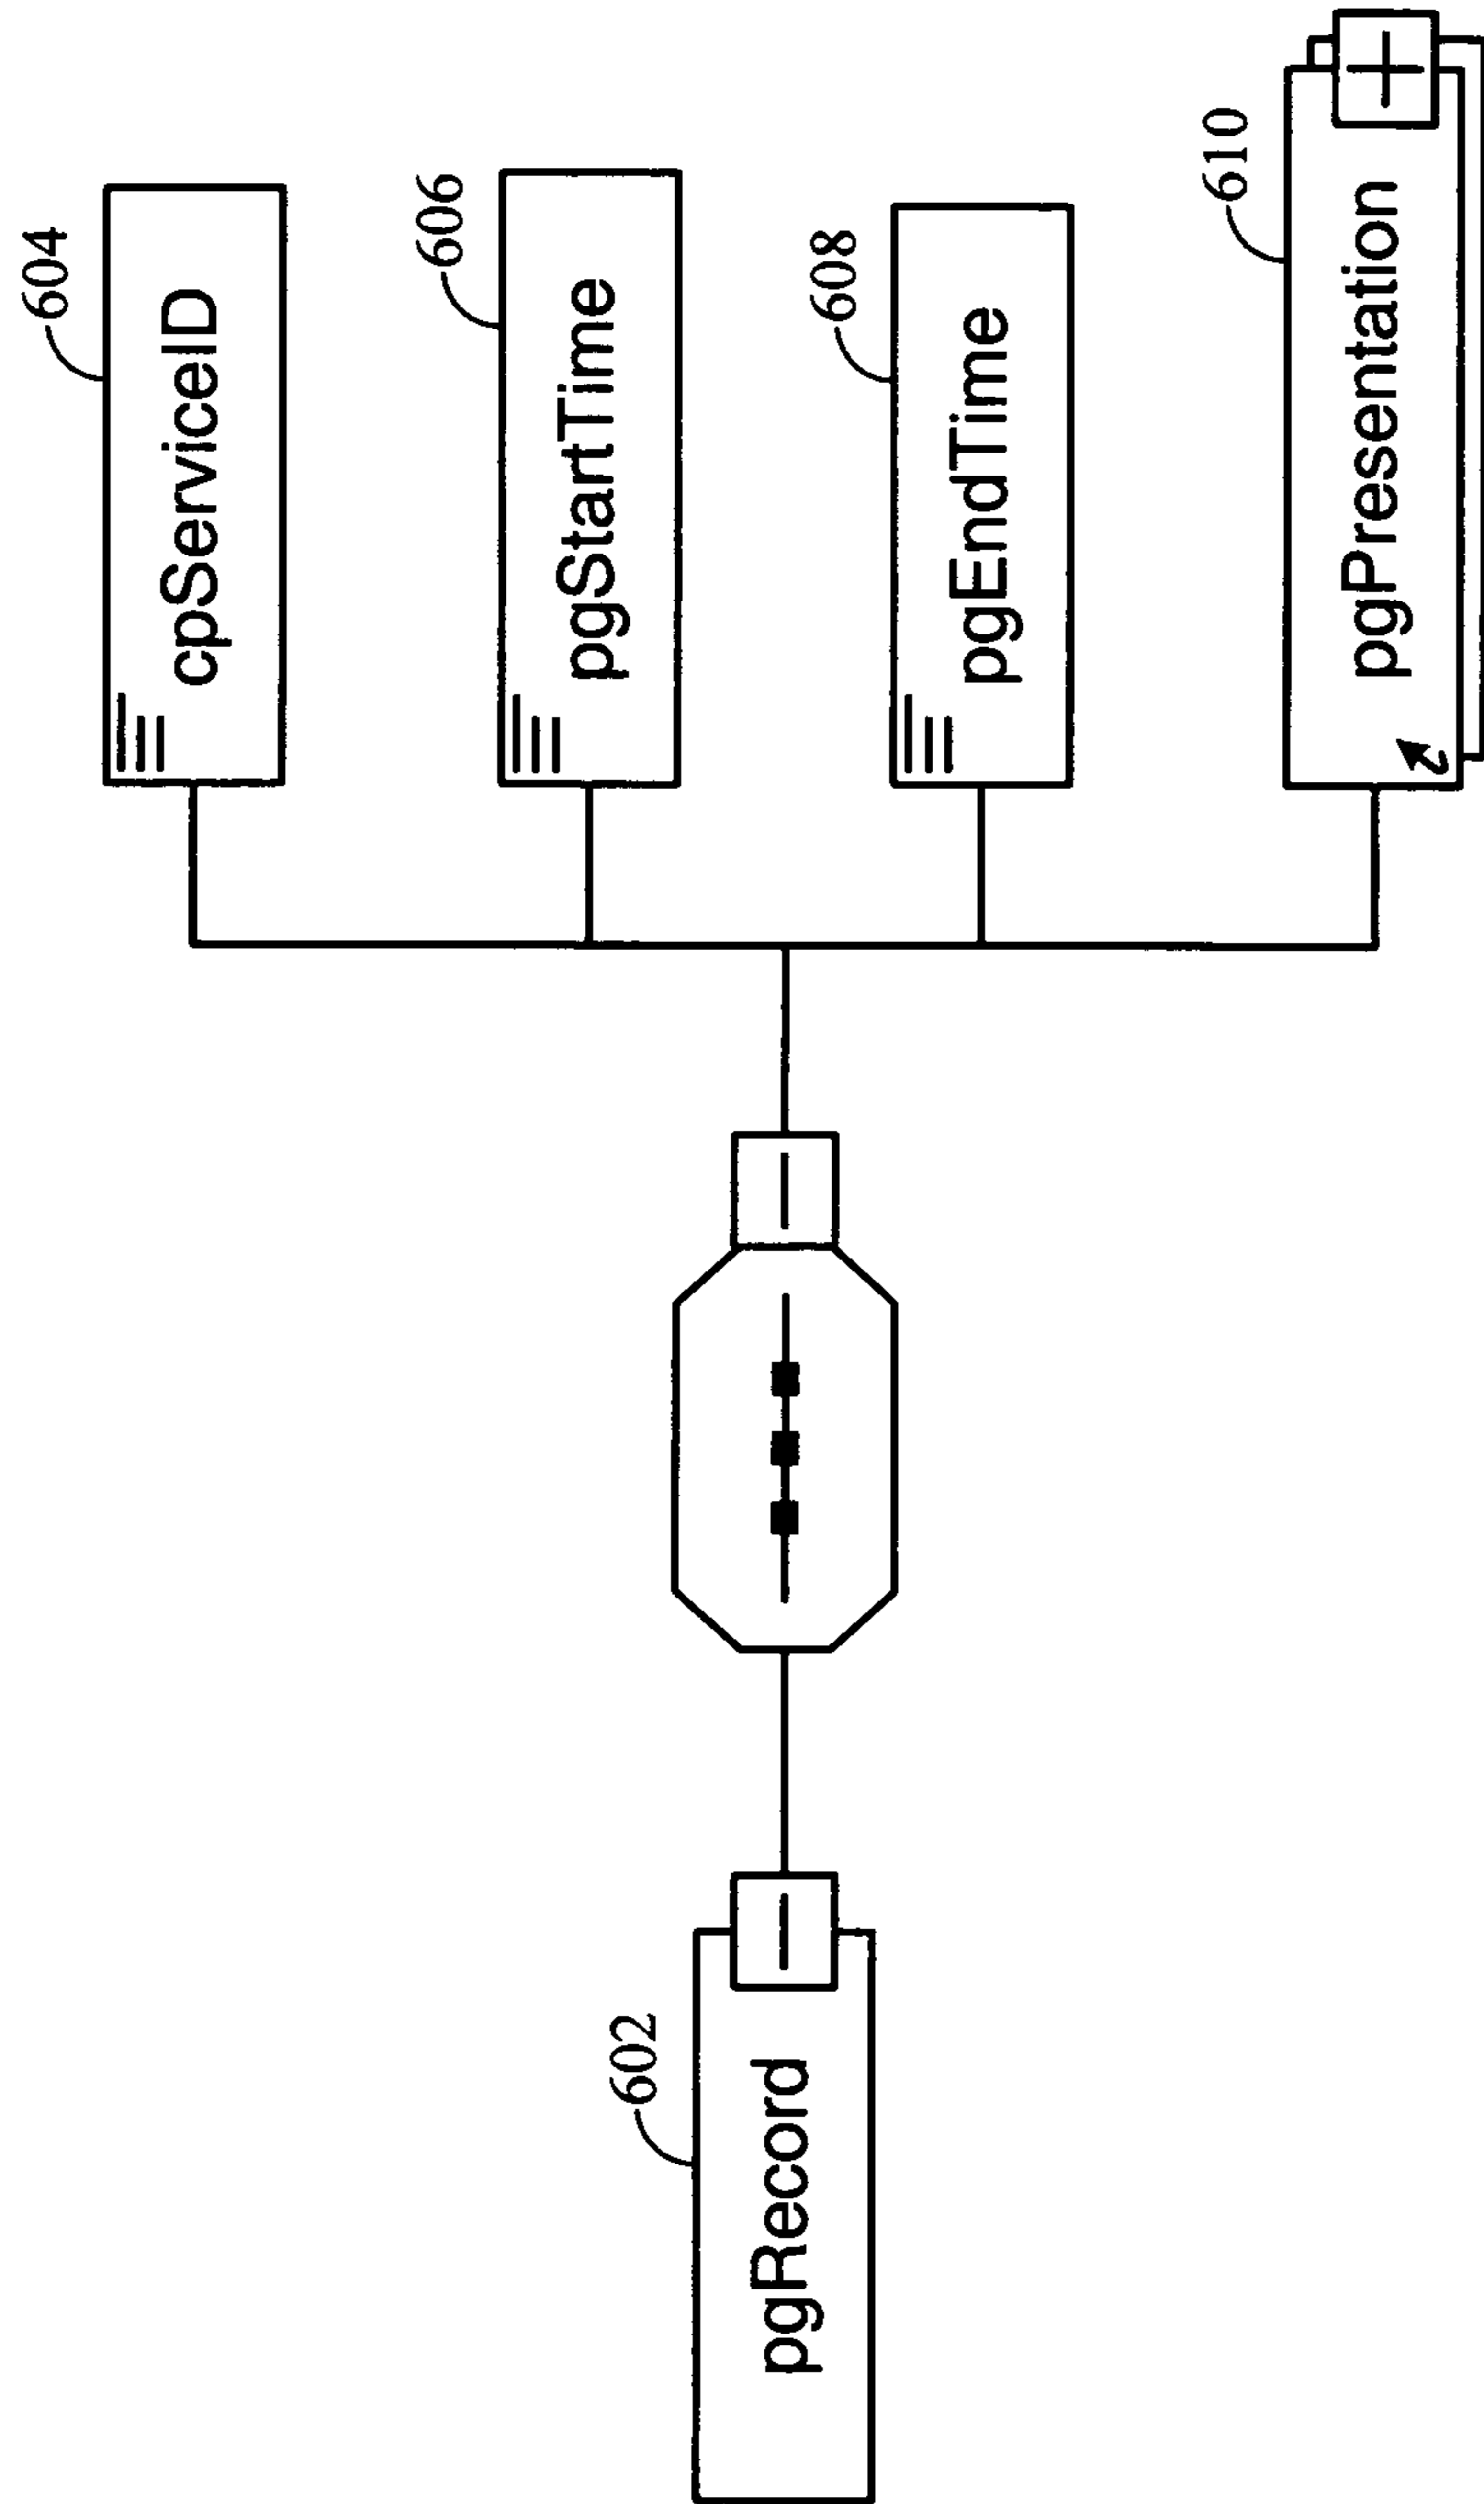 602
pgRecord
604
cpServiceID
606
pgStartTime
608
pgEndTime
610
pgPresentation